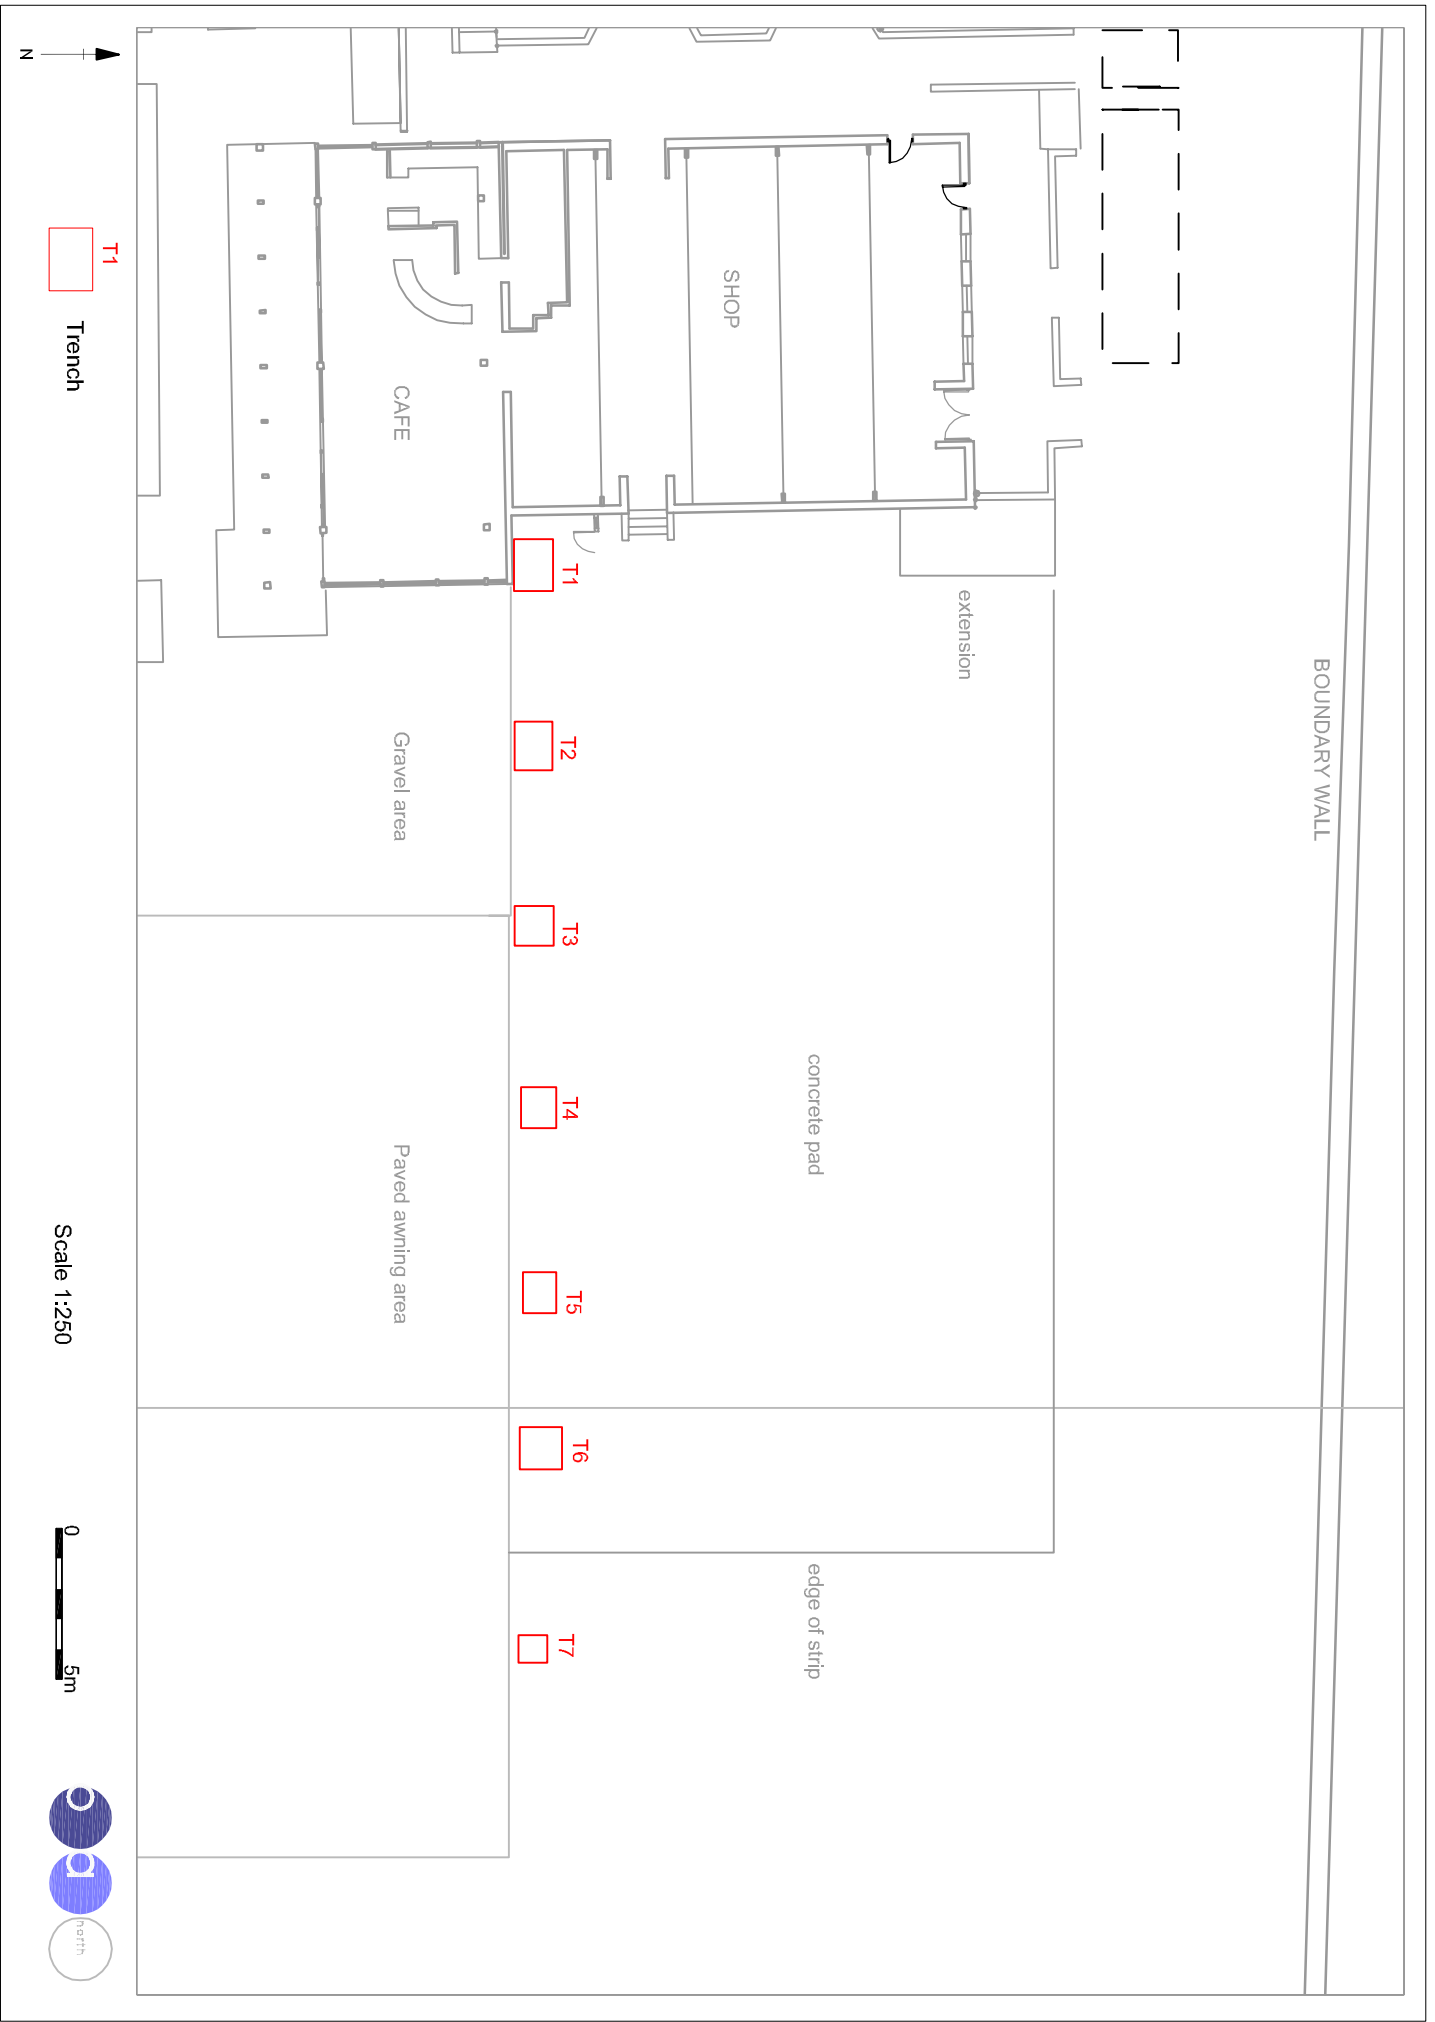 BOUNDARY WALL
extension
edge of strip
concrete pad
SHOP
T1
T2
T3
T4
T5
T6
T7
CAFE
Gravel area
Paved awning area
T1
Trench
Scale 1:250
0
5m
N
o a north